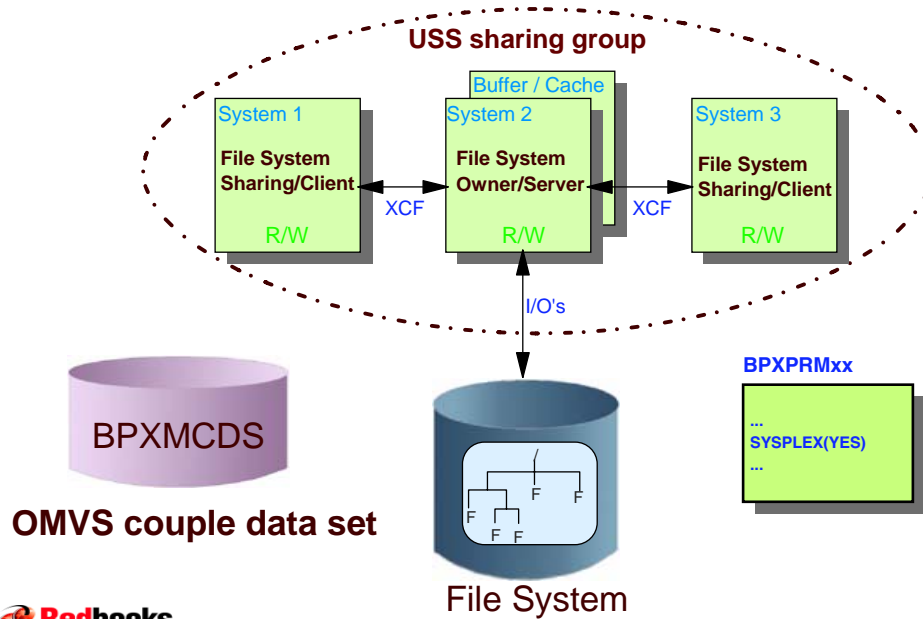 USS sharing group
Buffer / Cache
System 1
System 2
System 3
File System
Sharing/Client
File System
Owner/Server
File System
Sharing/Client
XCF
XCF
R/W
R/W
R/W
I/O's
BPXPRMxx
...
SYSPLEX(YES)
...
BPXMCDS
F
F
F
F
F
OMVS couple data set
File System